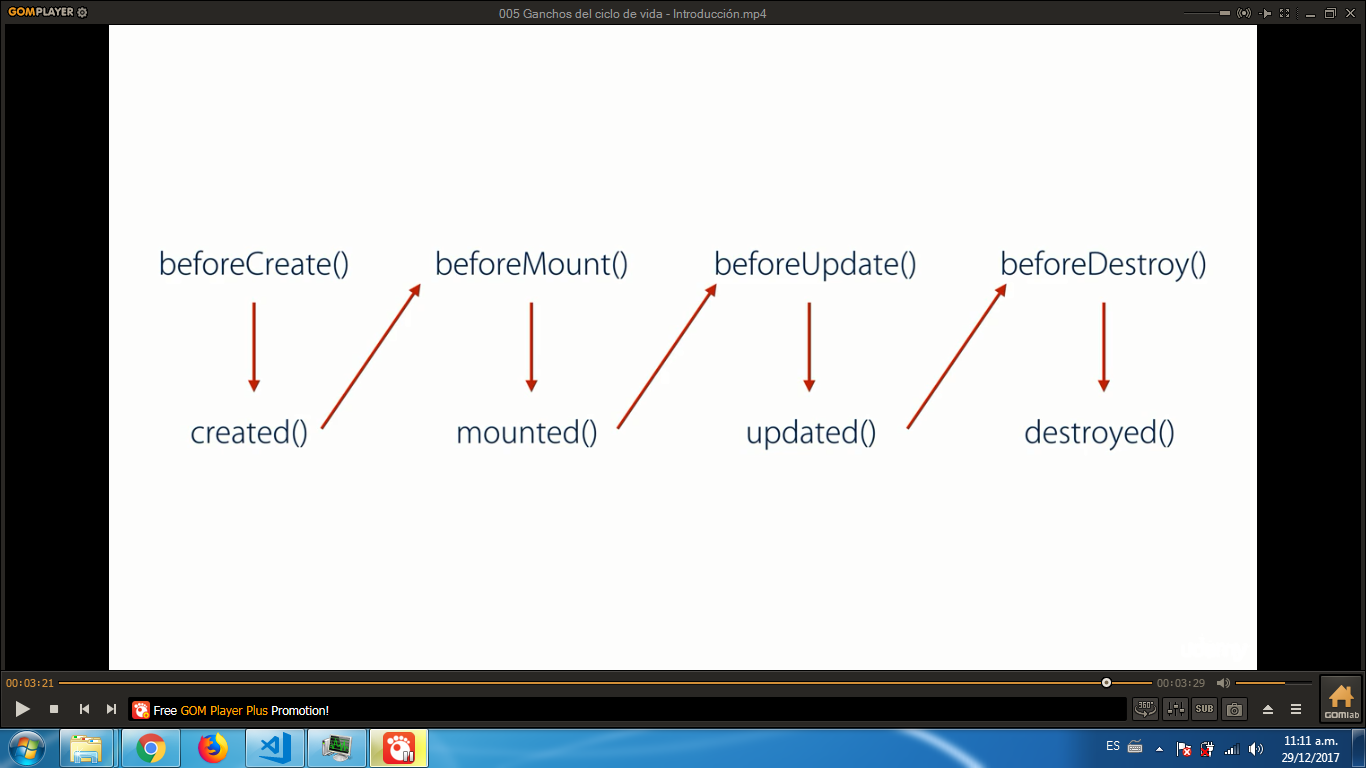 GOMPLAYER
005 Ganchos del ciclo de vida - Introducción.mp4
beforeCreate()
beforeMount()
beforeUpdate()
beforeDestroy()
created()
mounted()
updated()
destroyed()
00:03:21
00:03:29
Free GOM Player Plus Promotion!
360°
SUB
GOMlab
ES
11:11 a.m.
29/12/2017